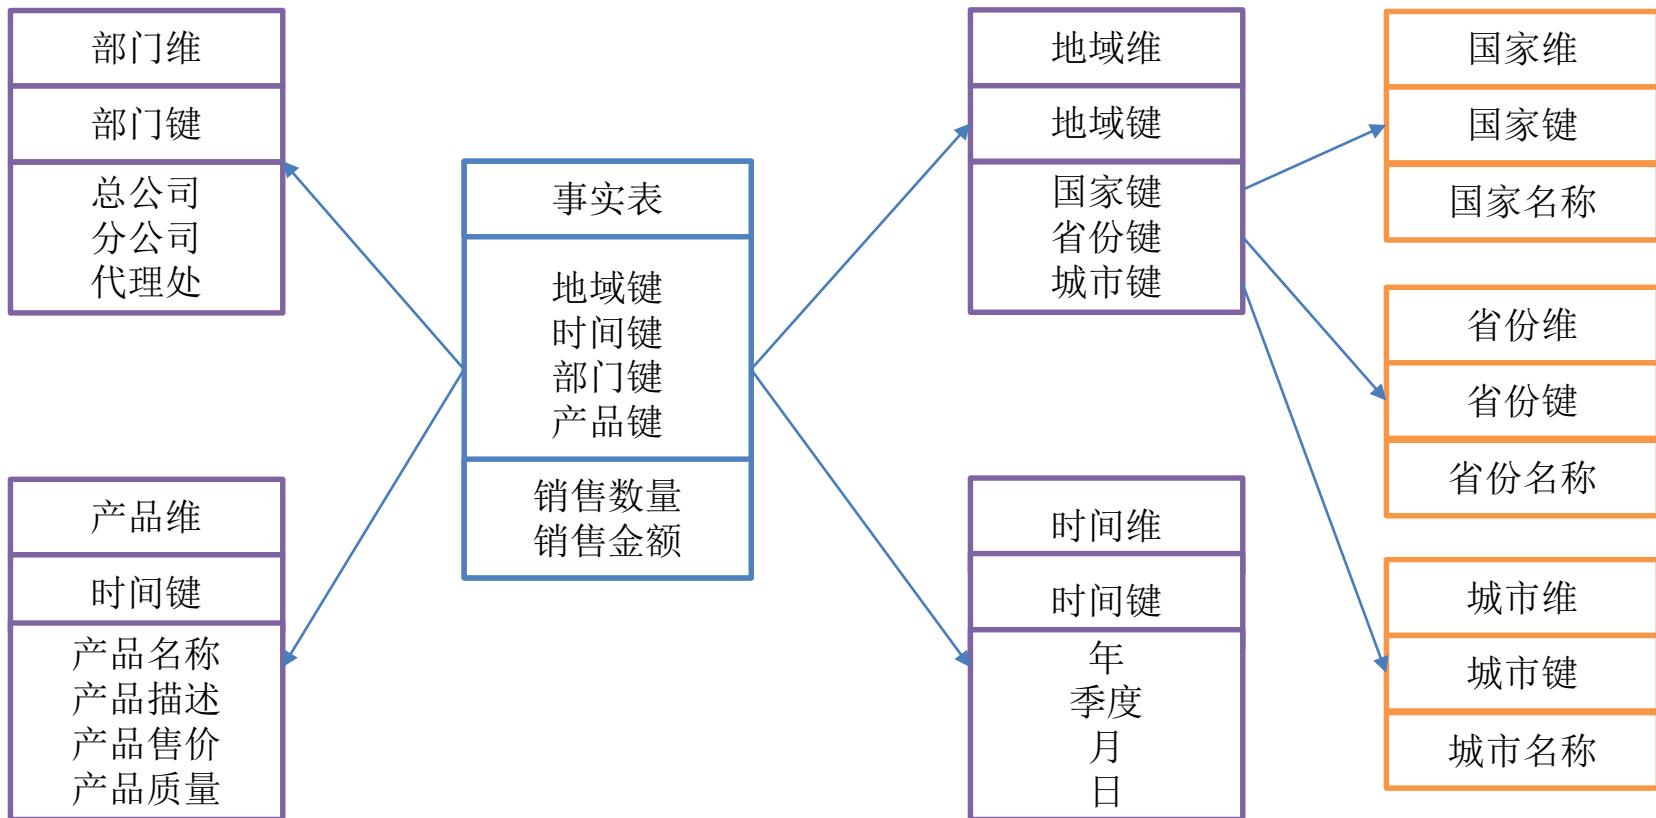 部门维
部门键
总公司
分公司
代理处
产品维
时间键
产品名称
产品描述
产品售价
产品质量
事实表
地域键
时间键
部门键
产品键
销售数量
销售金额
地域维
地域键
国家键
省份键
城市键
时间维
时间键
年
季度
月
日
国家维
国家键
国家名称
省份维
省份键
省份名称
城市维
城市键
城市名称